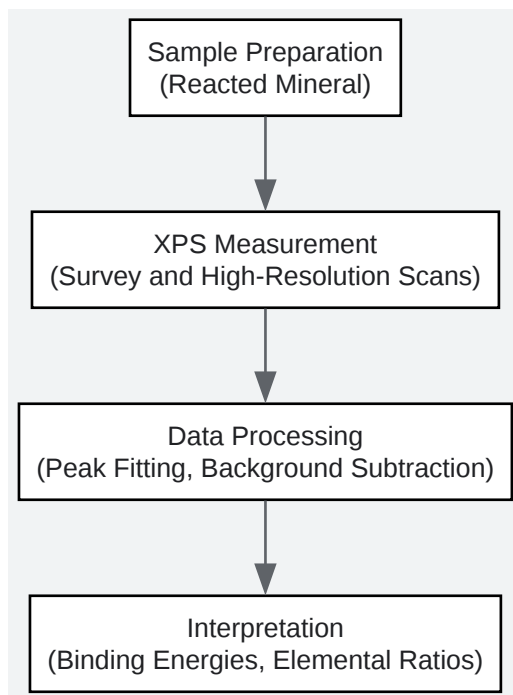 Sample Preparation
(Reacted Mineral)
XPS Measurement
(Survey and High-Resolution Scans)
Data Processing
(Peak Fitting, Background Subtraction)
Interpretation
(Binding Energies, Elemental Ratios)